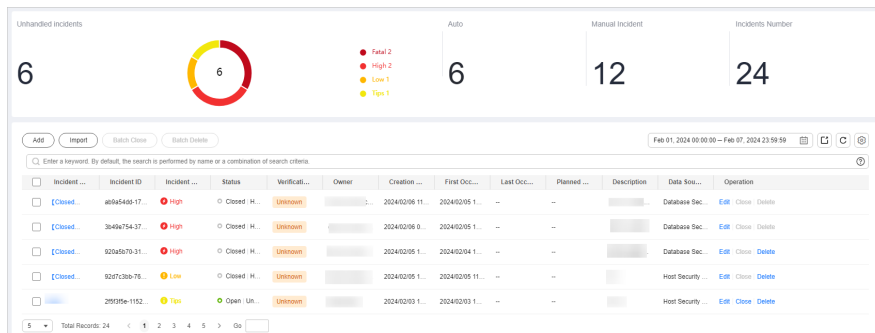 Unhandled incidents Auto Manual Incident Incidents Number
6 6 Fatal 2 High 2 Low 1 Tips 1 6 12 24
Add Import Batch Close Batch Delete Feb 01, 2024 00:00:00 — Feb 07, 2024 23:59:59
Enter a keyword. By default, the search is performed by name or a combination of search criteria.
Incident ... Incident ID Incident ... Status Verificati... Owner Creation ... First Occ... Last Occ... Planned ... Description Data Sou... Operation
【Closed... ab9a54dd-17... High Closed | H... Unknown 2024/02/06 11... 2024/02/05 1... -- -- Database Sec... Edit Close Delete
【Closed... 3b49e754-37... High Closed | H... Unknown 2024/02/06 0... 2024/02/05 1... -- -- Database Sec... Edit Close Delete
【Closed... 920a5b70-31... High Closed | H... Unknown 2024/02/05 1... 2024/02/04 1... -- -- Database Sec... Edit Close Delete
【Closed... 92d7c3bb-76... Low Closed | H... Unknown 2024/02/05 1... 2024/02/05 11... -- -- Host Security ... Edit Close Delete
2f5f3f5e-1152... Tips Open | Un... Unknown 2024/02/03 1... 2024/02/03 1... -- -- Host Security ... Edit Close Delete
5 Total Records: 24 < 1 2 3 4 5 > Go